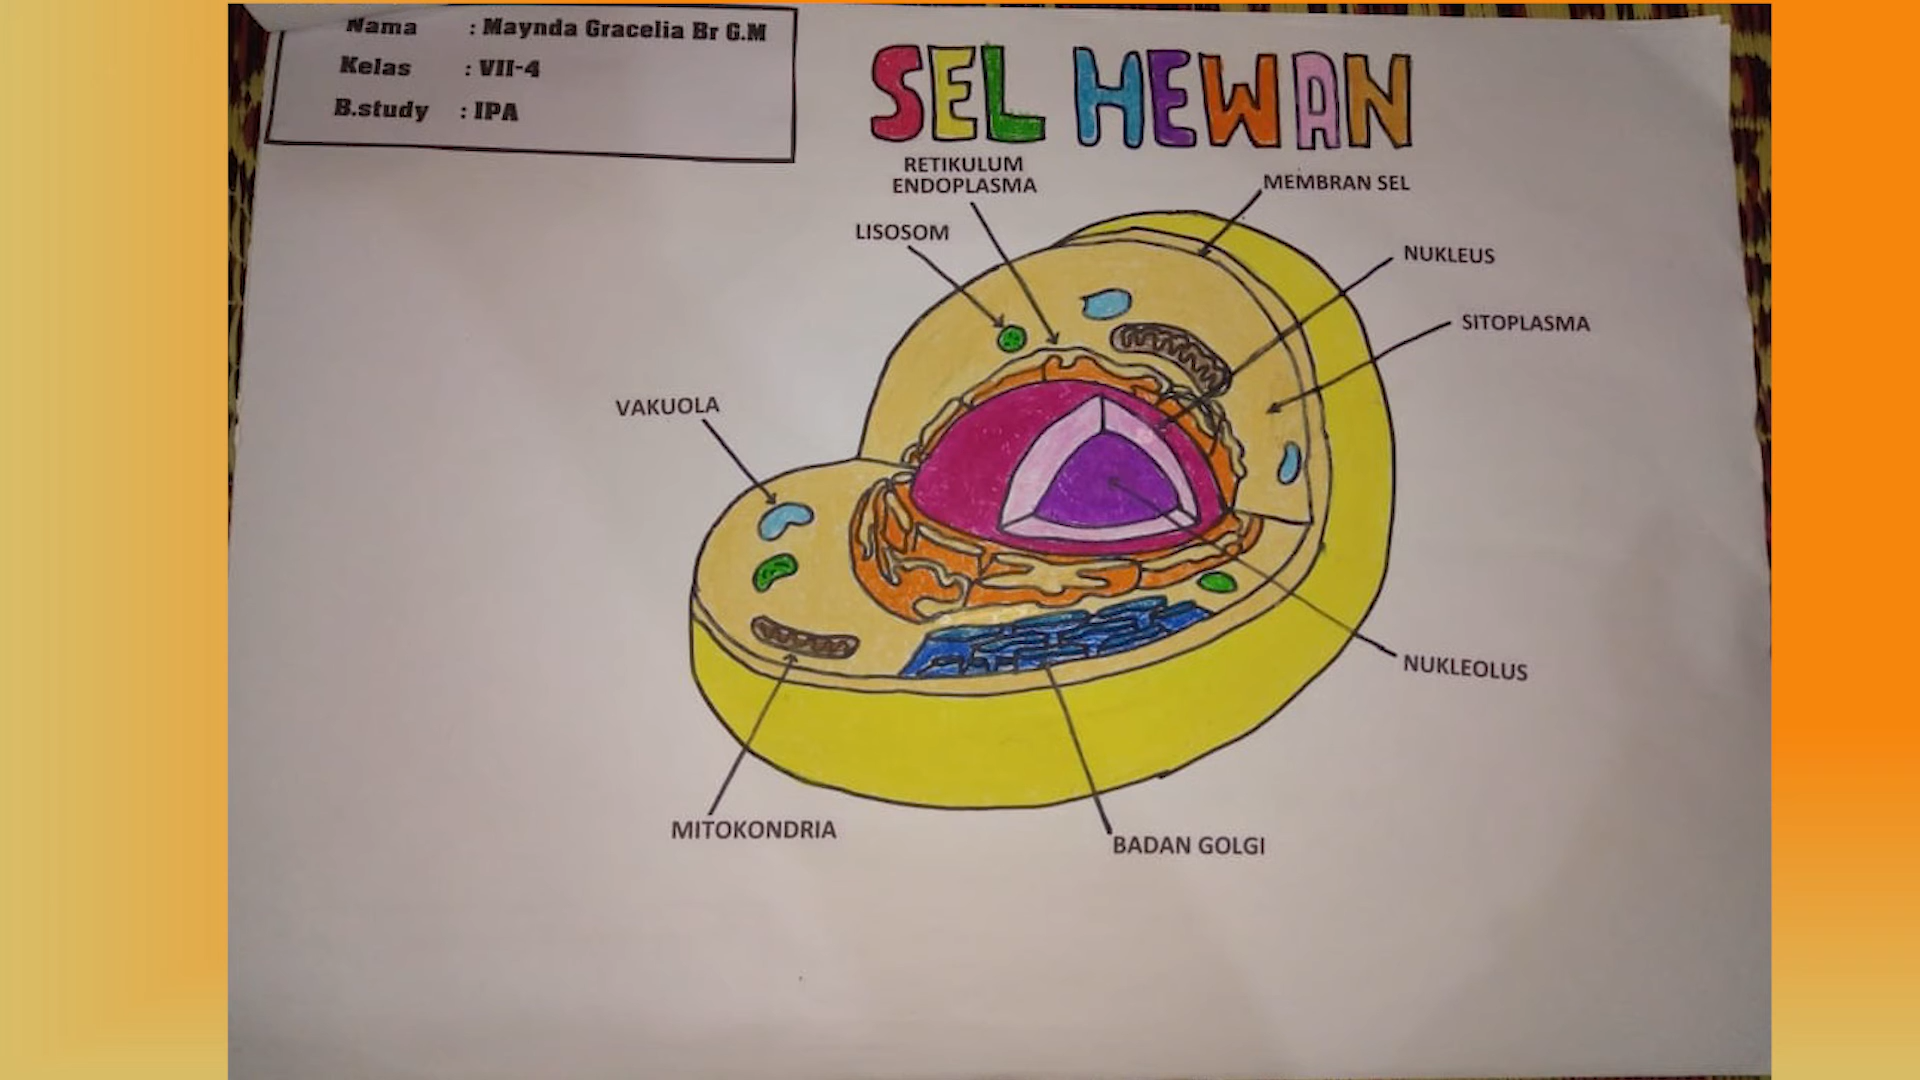 Nama : Maynda Gracelia Br G.M
Kelas : VII-4
B.study : IPA
SEL HEWAN
RETIKULUM
ENDOPLASMA
MEMBRAN SEL
LISOSOM
NUKLEUS
SITOPLASMA
VAKUOLA
NUKLEOLUS
MITOKONDRIA
BADAN GOLGI